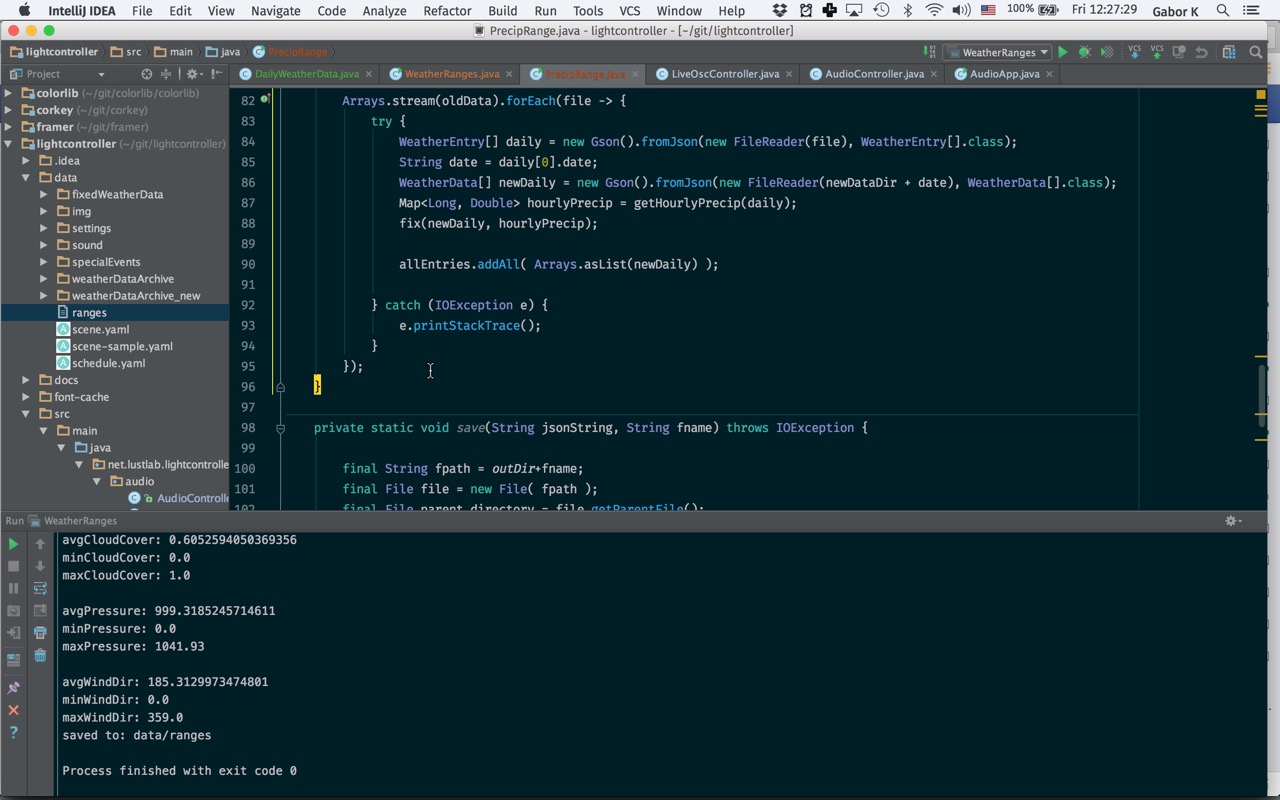 IntelliJ IDEA File Edit View Navigate Code Analyze Refactor Build Run Tools VCS Window Help 100% Fri 12:27:29 Gabor K
PrecipRange.java - lightcontroller - [~/git/lightcontroller]
lightcontroller src main java PrecipRange WeatherRanges VCS VCS
Project DailyWeatherData.java WeatherRanges.java PrecipRange.java LiveOscController.java AudioController.java AudioApp.java
colorlib (~/git/colorlib/colorlib)
corkey (~/git/corkey)
framer (~/git/framer)
lightcontroller (~/git/lightcontroller)
.idea
data
fixedWeatherData
img
settings
sound
specialEvents
weatherDataArchive
weatherDataArchive_new
ranges
scene.yaml
scene-sample.yaml
schedule.yaml
docs
font-cache
src
main
java
net.lustlab.lightcontrolle
audio
AudioControll
82 Arrays.stream(oldData).forEach(file -> {
83 try {
84 WeatherEntry[] daily = new Gson().fromJson(new FileReader(file), WeatherEntry[].class);
85 String date = daily[0].date;
86 WeatherData[] newDaily = new Gson().fromJson(new FileReader(newDataDir + date), WeatherData[].class);
87 Map<Long, Double> hourlyPrecip = getHourlyPrecip(daily);
88 fix(newDaily, hourlyPrecip);
89
90 allEntries.addAll( Arrays.asList(newDaily) );
91
92 } catch (IOException e) {
93 e.printStackTrace();
94 }
95 });
96 }
97
98 private static void save(String jsonString, String fname) throws IOException {
99
100 final String fpath = outDir+fname;
101 final File file = new File( fpath );
102 final File parent_directory = file.getParentFile();
Run WeatherRanges
avgCloudCover: 0.6052594050369356
minCloudCover: 0.0
maxCloudCover: 1.0
avgPressure: 999.3185245714611
minPressure: 0.0
maxPressure: 1041.93
avgWindDir: 185.3129973474801
minWindDir: 0.0
maxWindDir: 359.0
saved to: data/ranges
Process finished with exit code 0